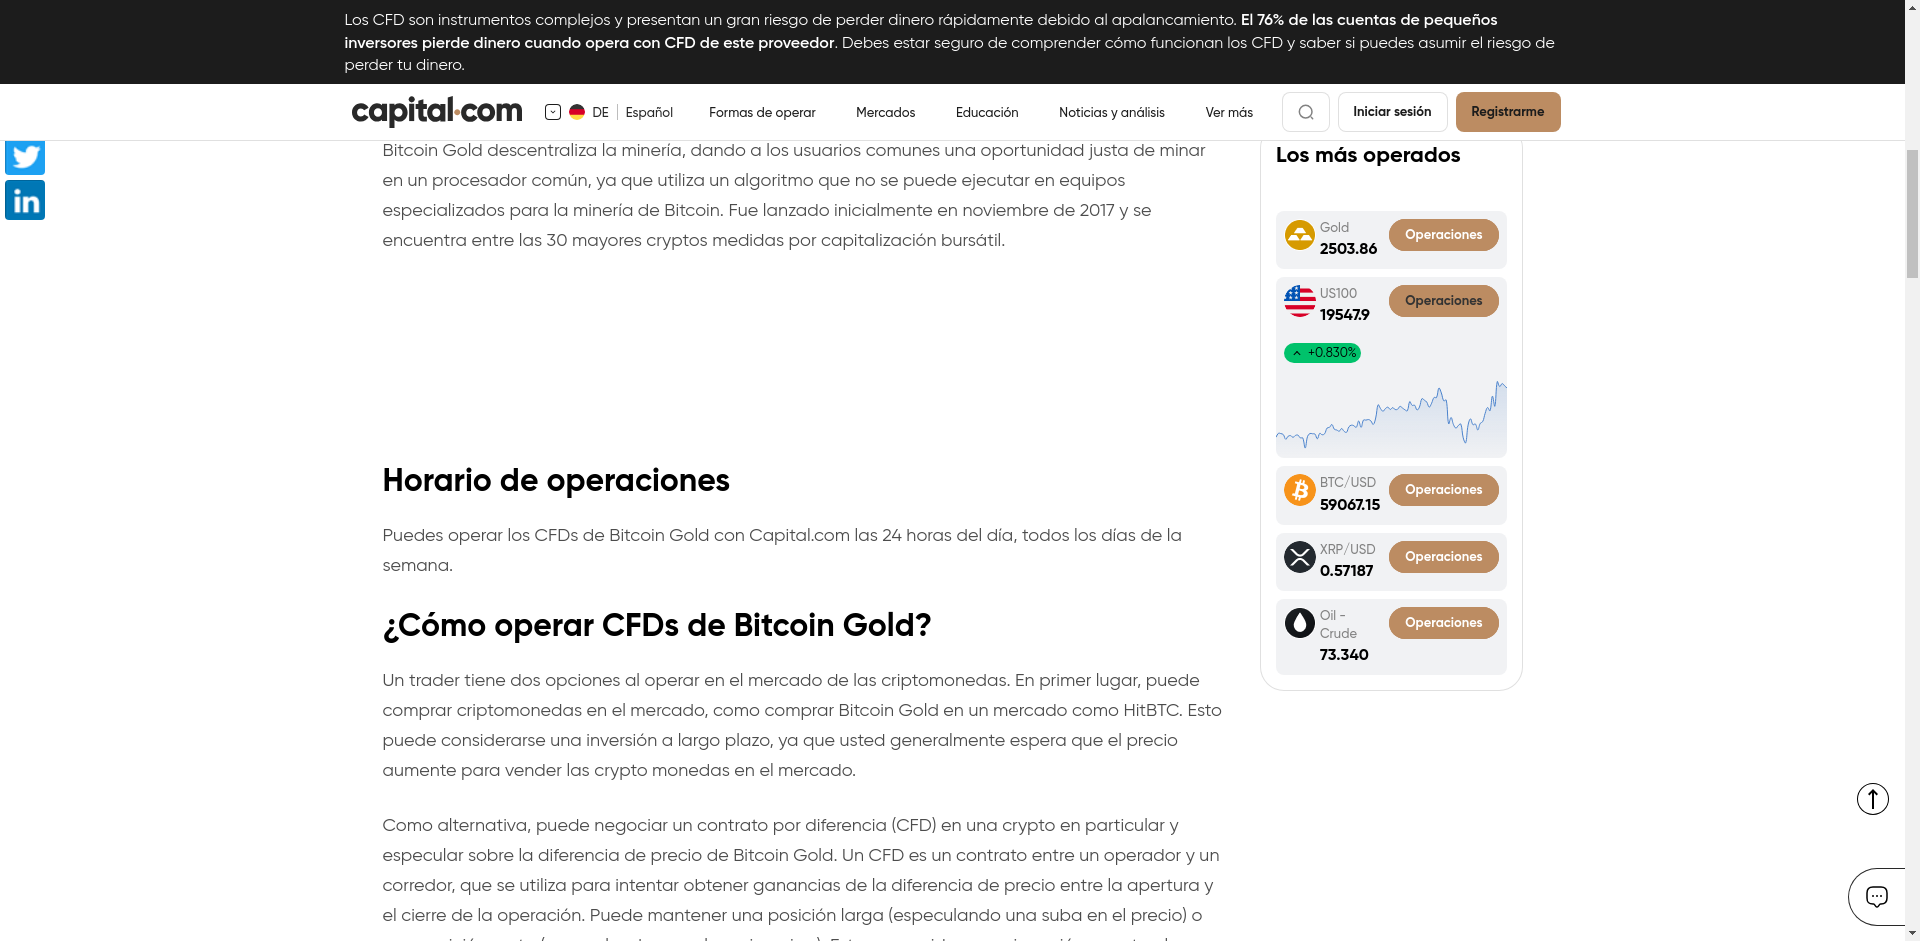 Los CFD son instrumentos complejos y presentan un gran riesgo de perder dinero rápidamente debido al apalancamiento. El 76% de las cuentas de pequeños
inversores pierde dinero cuando opera con CFD de este proveedor. Debes estar seguro de comprender cómo funcionan los CFD y saber si puedes asumir el riesgo de
perder tu dinero.
capital.com
DE
Español
Formas de operar
Mercados
Educación
Noticias y análisis
Ver más
Iniciar sesión
Registrarme
in
Bitcoin Gold descentraliza la minería, dando a los usuarios comunes una oportunidad justa de minar
en un procesador común, ya que utiliza un algoritmo que no se puede ejecutar en equipos
especializados para la minería de Bitcoin. Fue lanzado inicialmente en noviembre de 2017 y se
encuentra entre las 30 mayores cryptos medidas por capitalización bursátil.
Horario de operaciones
Puedes operar los CFDs de Bitcoin Gold con Capital.com las 24 horas del día, todos los días de la
semana.
¿Cómo operar CFDs de Bitcoin Gold?
Un trader tiene dos opciones al operar en el mercado de las criptomonedas. En primer lugar, puede
comprar criptomonedas en el mercado, como comprar Bitcoin Gold en un mercado como HitBTC. Esto
puede considerarse una inversión a largo plazo, ya que usted generalmente espera que el precio
aumente para vender las crypto monedas en el mercado.
Como alternativa, puede negociar un contrato por diferencia (CFD) en una crypto en particular y
especular sobre la diferencia de precio de Bitcoin Gold. Un CFD es un contrato entre un operador y un
corredor, que se utiliza para intentar obtener ganancias de la diferencia de precio entre la apertura y
el cierre de la operación. Puede mantener una posición larga (especulando una suba en el precio) o
Los más operados
Gold
2503.86
Operaciones
US100
19547.9
Operaciones
+0.830%
BTC/USD
59067.15
Operaciones
XRP/USD
0.57187
Operaciones
Oil -
Crude
73.340
Operaciones